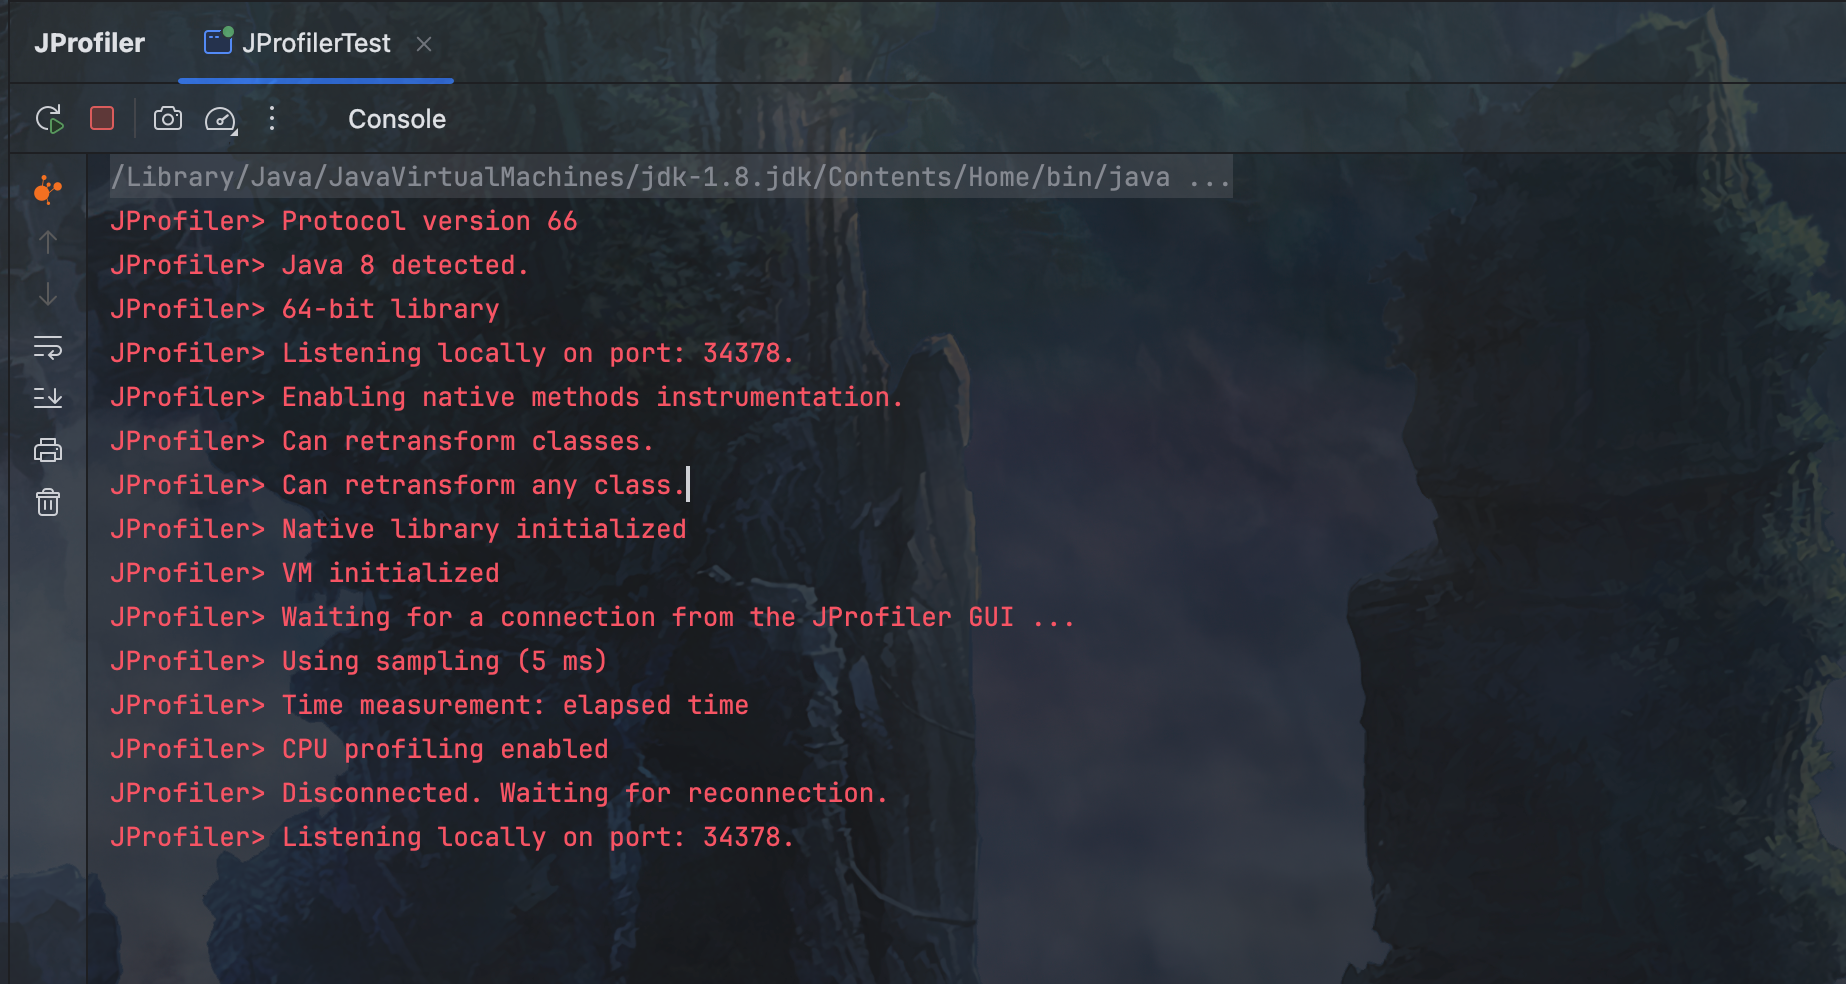 JProfiler JProfilerTest
Console
/Library/Java/JavaVirtualMachines/jdk-1.8.jdk/Contents/Home/bin/java ...
JProfiler> Protocol version 66
JProfiler> Java 8 detected.
JProfiler> 64-bit library
JProfiler> Listening locally on port: 34378.
JProfiler> Enabling native methods instrumentation.
JProfiler> Can retransform classes.
JProfiler> Can retransform any class.
JProfiler> Native library initialized
JProfiler> VM initialized
JProfiler> Waiting for a connection from the JProfiler GUI ...
JProfiler> Using sampling (5 ms)
JProfiler> Time measurement: elapsed time
JProfiler> CPU profiling enabled
JProfiler> Disconnected. Waiting for reconnection.
JProfiler> Listening locally on port: 34378.